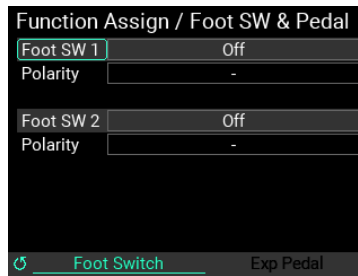 Function Assign / Foot SW & Pedal
Foot SW 1 Off
Polarity -
Foot SW 2 Off
Polarity -
Foot Switch Exp Pedal